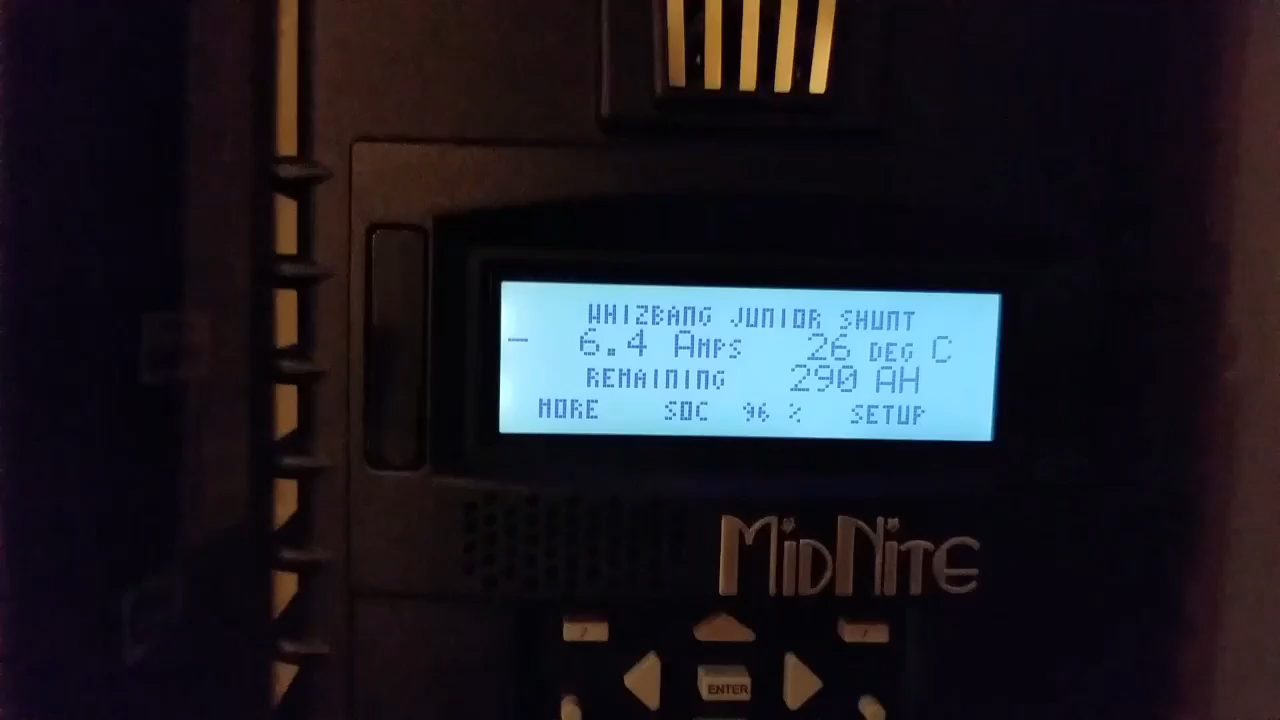 WHIZBANG JUNIOR SHUNT
- 6.4 AMPS 26 DEG C
REMAINING 290 AH
MORE SOC 96 % SETUP
MIDNITE
ENTER